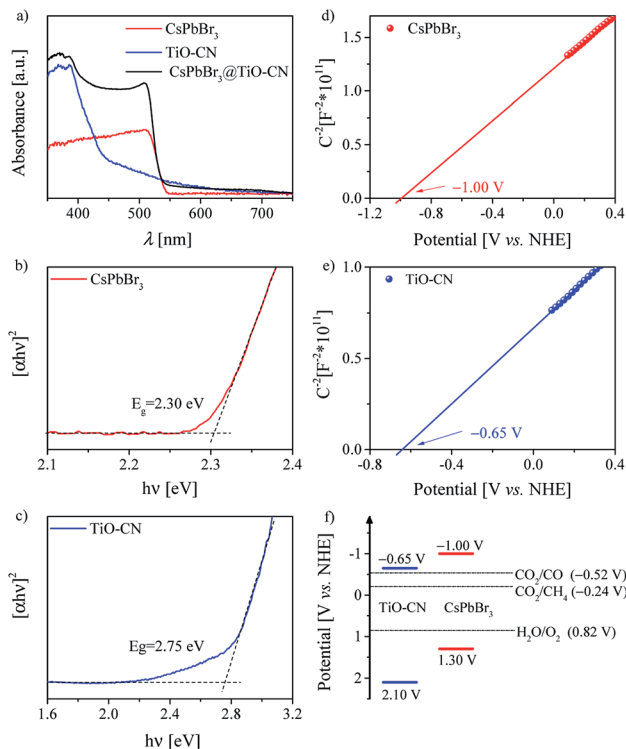 a)
CsPbBr₃
TiO-CN
CsPbBr₃@TiO-CN
Absorbance [a.u.]
400 500 600 700
λ [nm]
b)
CsPbBr₃
[αhν]²
E_g=2.30 eV
2.1 2.2 2.3 2.4
hν [eV]
c)
TiO-CN
[αhν]²
Eg=2.75 eV
1.6 2.0 2.4 2.8 3.2
hν [eV]
d)
CsPbBr₃
C⁻²[F⁻²*10¹¹]
1.5
1.0
0.5
0.0
−1.00 V
-1.2 -0.8 -0.4 0.0 0.4
Potential [V vs. NHE]
e)
TiO-CN
C⁻²[F⁻²*10¹¹]
1.0
0.5
0.0
−0.65 V
-0.8 -0.4 0.0 0.4
Potential [V vs. NHE]
f)
Potential [V vs. NHE]
-1
0
1
2
−0.65 V
−1.00 V
CO₂/CO (−0.52 V)
CO₂/CH₄ (−0.24 V)
TiO-CN
CsPbBr₃
H₂O/O₂ (0.82 V)
1.30 V
2.10 V